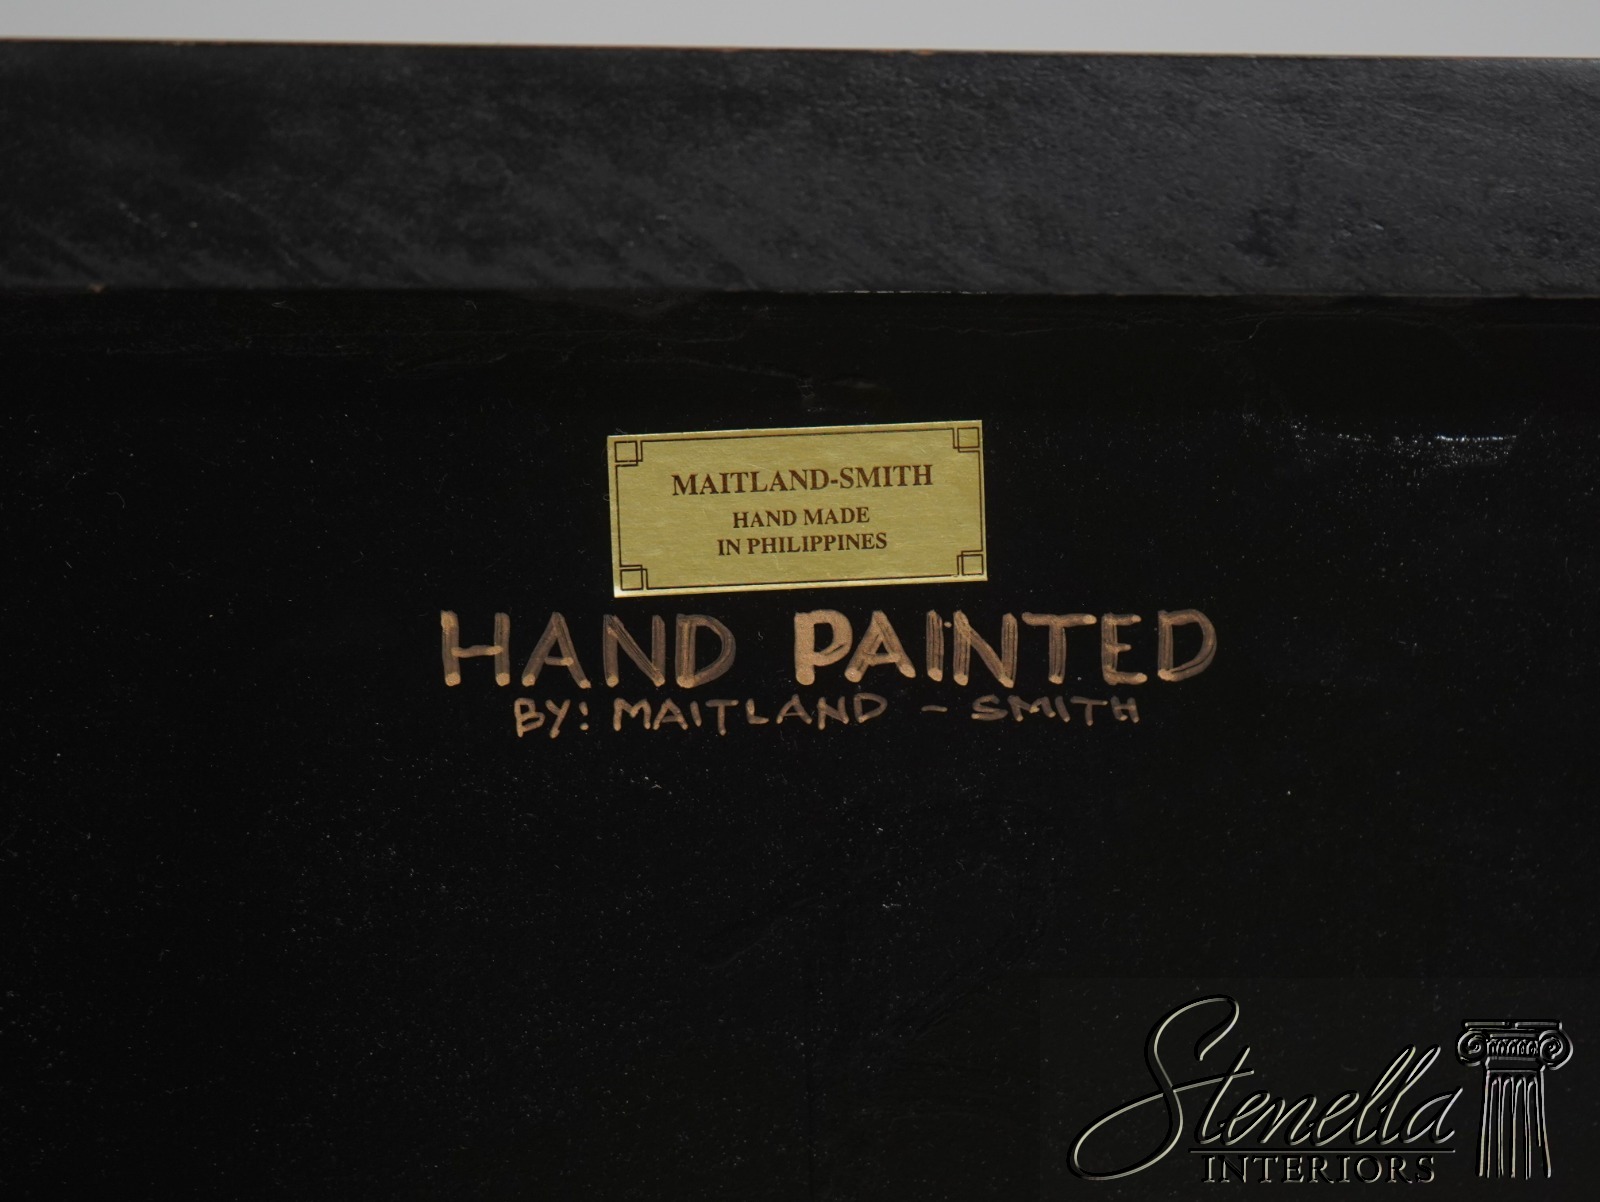 MAITLAND-SMITH
HAND MADE
IN PHILIPPINES
HAND PAINTED
BY: MAITLAND - SMITH
Stenella
INTERIORS